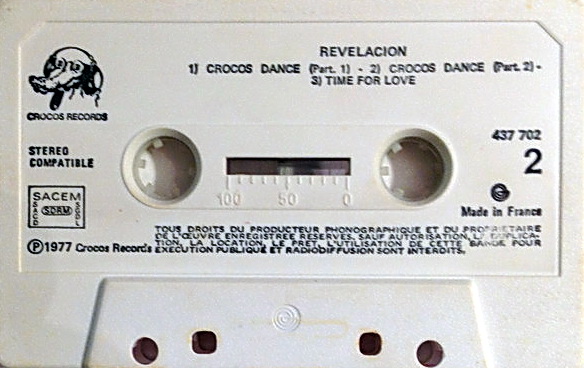 REVELACION
1) CROCOS DANCE (Part. 1) - 2) CROCOS DANCE (Part. 2) -
3) TIME FOR LOVE
CROCOS RECORDS
STEREO
COMPATIBLE
437 702
2
100 50 0
SACEM
SACD SDRM SGDL
Made in France
Ⓟ1977 Crocos Records
TOUS DROITS DU PRODUCTEUR PHONOGRAPHIQUE ET DU PROPRIETAIRE
DE L'ŒUVRE ENREGISTREE RESERVES. SAUF AUTORISATION, LA DUPLICA-
TION, LA LOCATION, LE PRET, L'UTILISATION DE CETTE BANDE POUR
EXECUTION PUBLIQUE ET RADIODIFFUSION SONT INTERDITS.